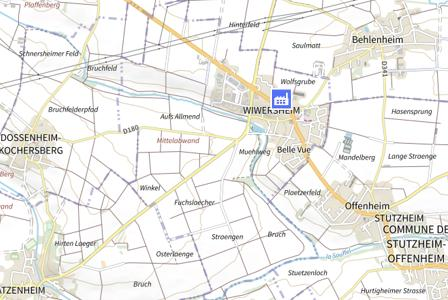 Pfaffenberg
Hinterfeld
Behlenheim
Saulmatt
Schnersheimer Feld
Bruchfeld
D341
Wolfsgrube
Bruchfelderpfad
Aufs Allmend
WIWERSHEIM
Hasensprung
D180
DOSSENHEIM-
KOCHERSBERG
Mittelabwand
Muehlweg
Belle Vue
Mandelberg
Lange Straenge
Winkel
Plaetzerfeld
Fuchsloecher
Offenheim
STUTZHEIM
COMMUNE DE
STUTZHEIM-
OFFENHEIM
Straengen
Bruch
Hirten Laeger
Osterlaenge
la Souffel
Stuetzenloch
Bruch
Hurtigheimer Strasse
ATZENHEIM